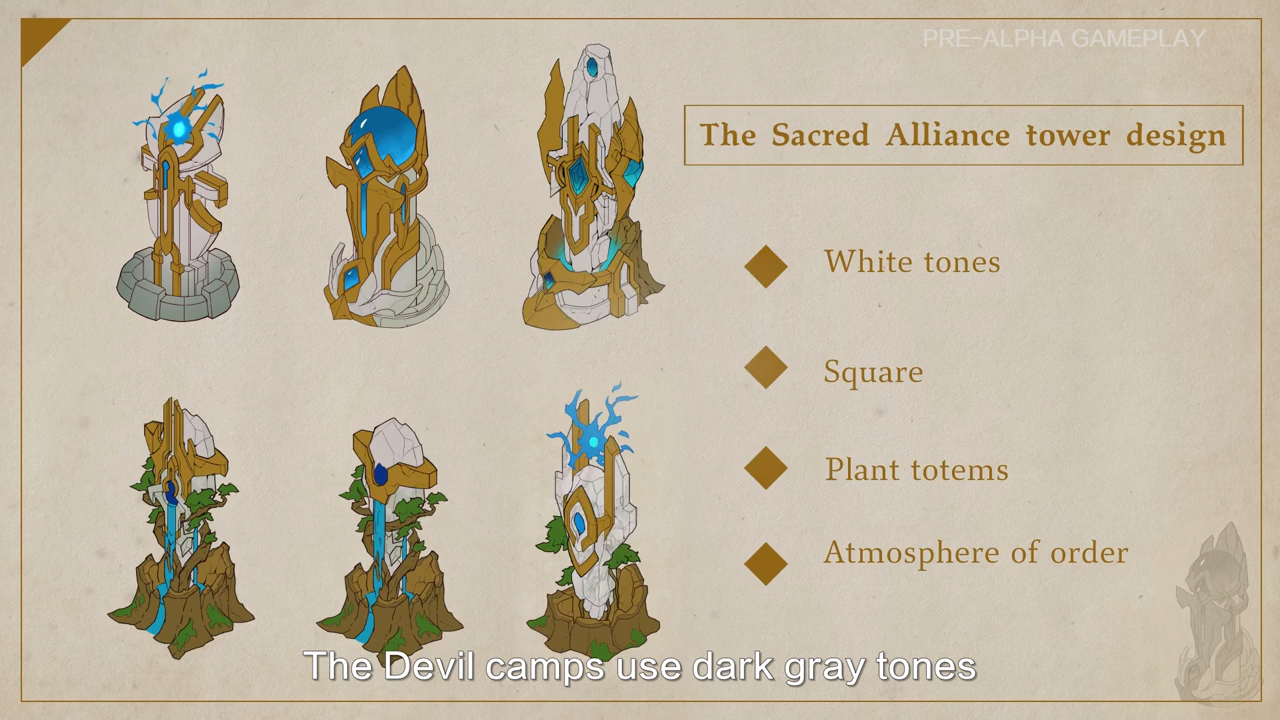 PRE-ALPHA GAMEPLAY
The Sacred Alliance tower design
White tones
Square
Plant totems
Atmosphere of order
The Devil camps use dark gray tones